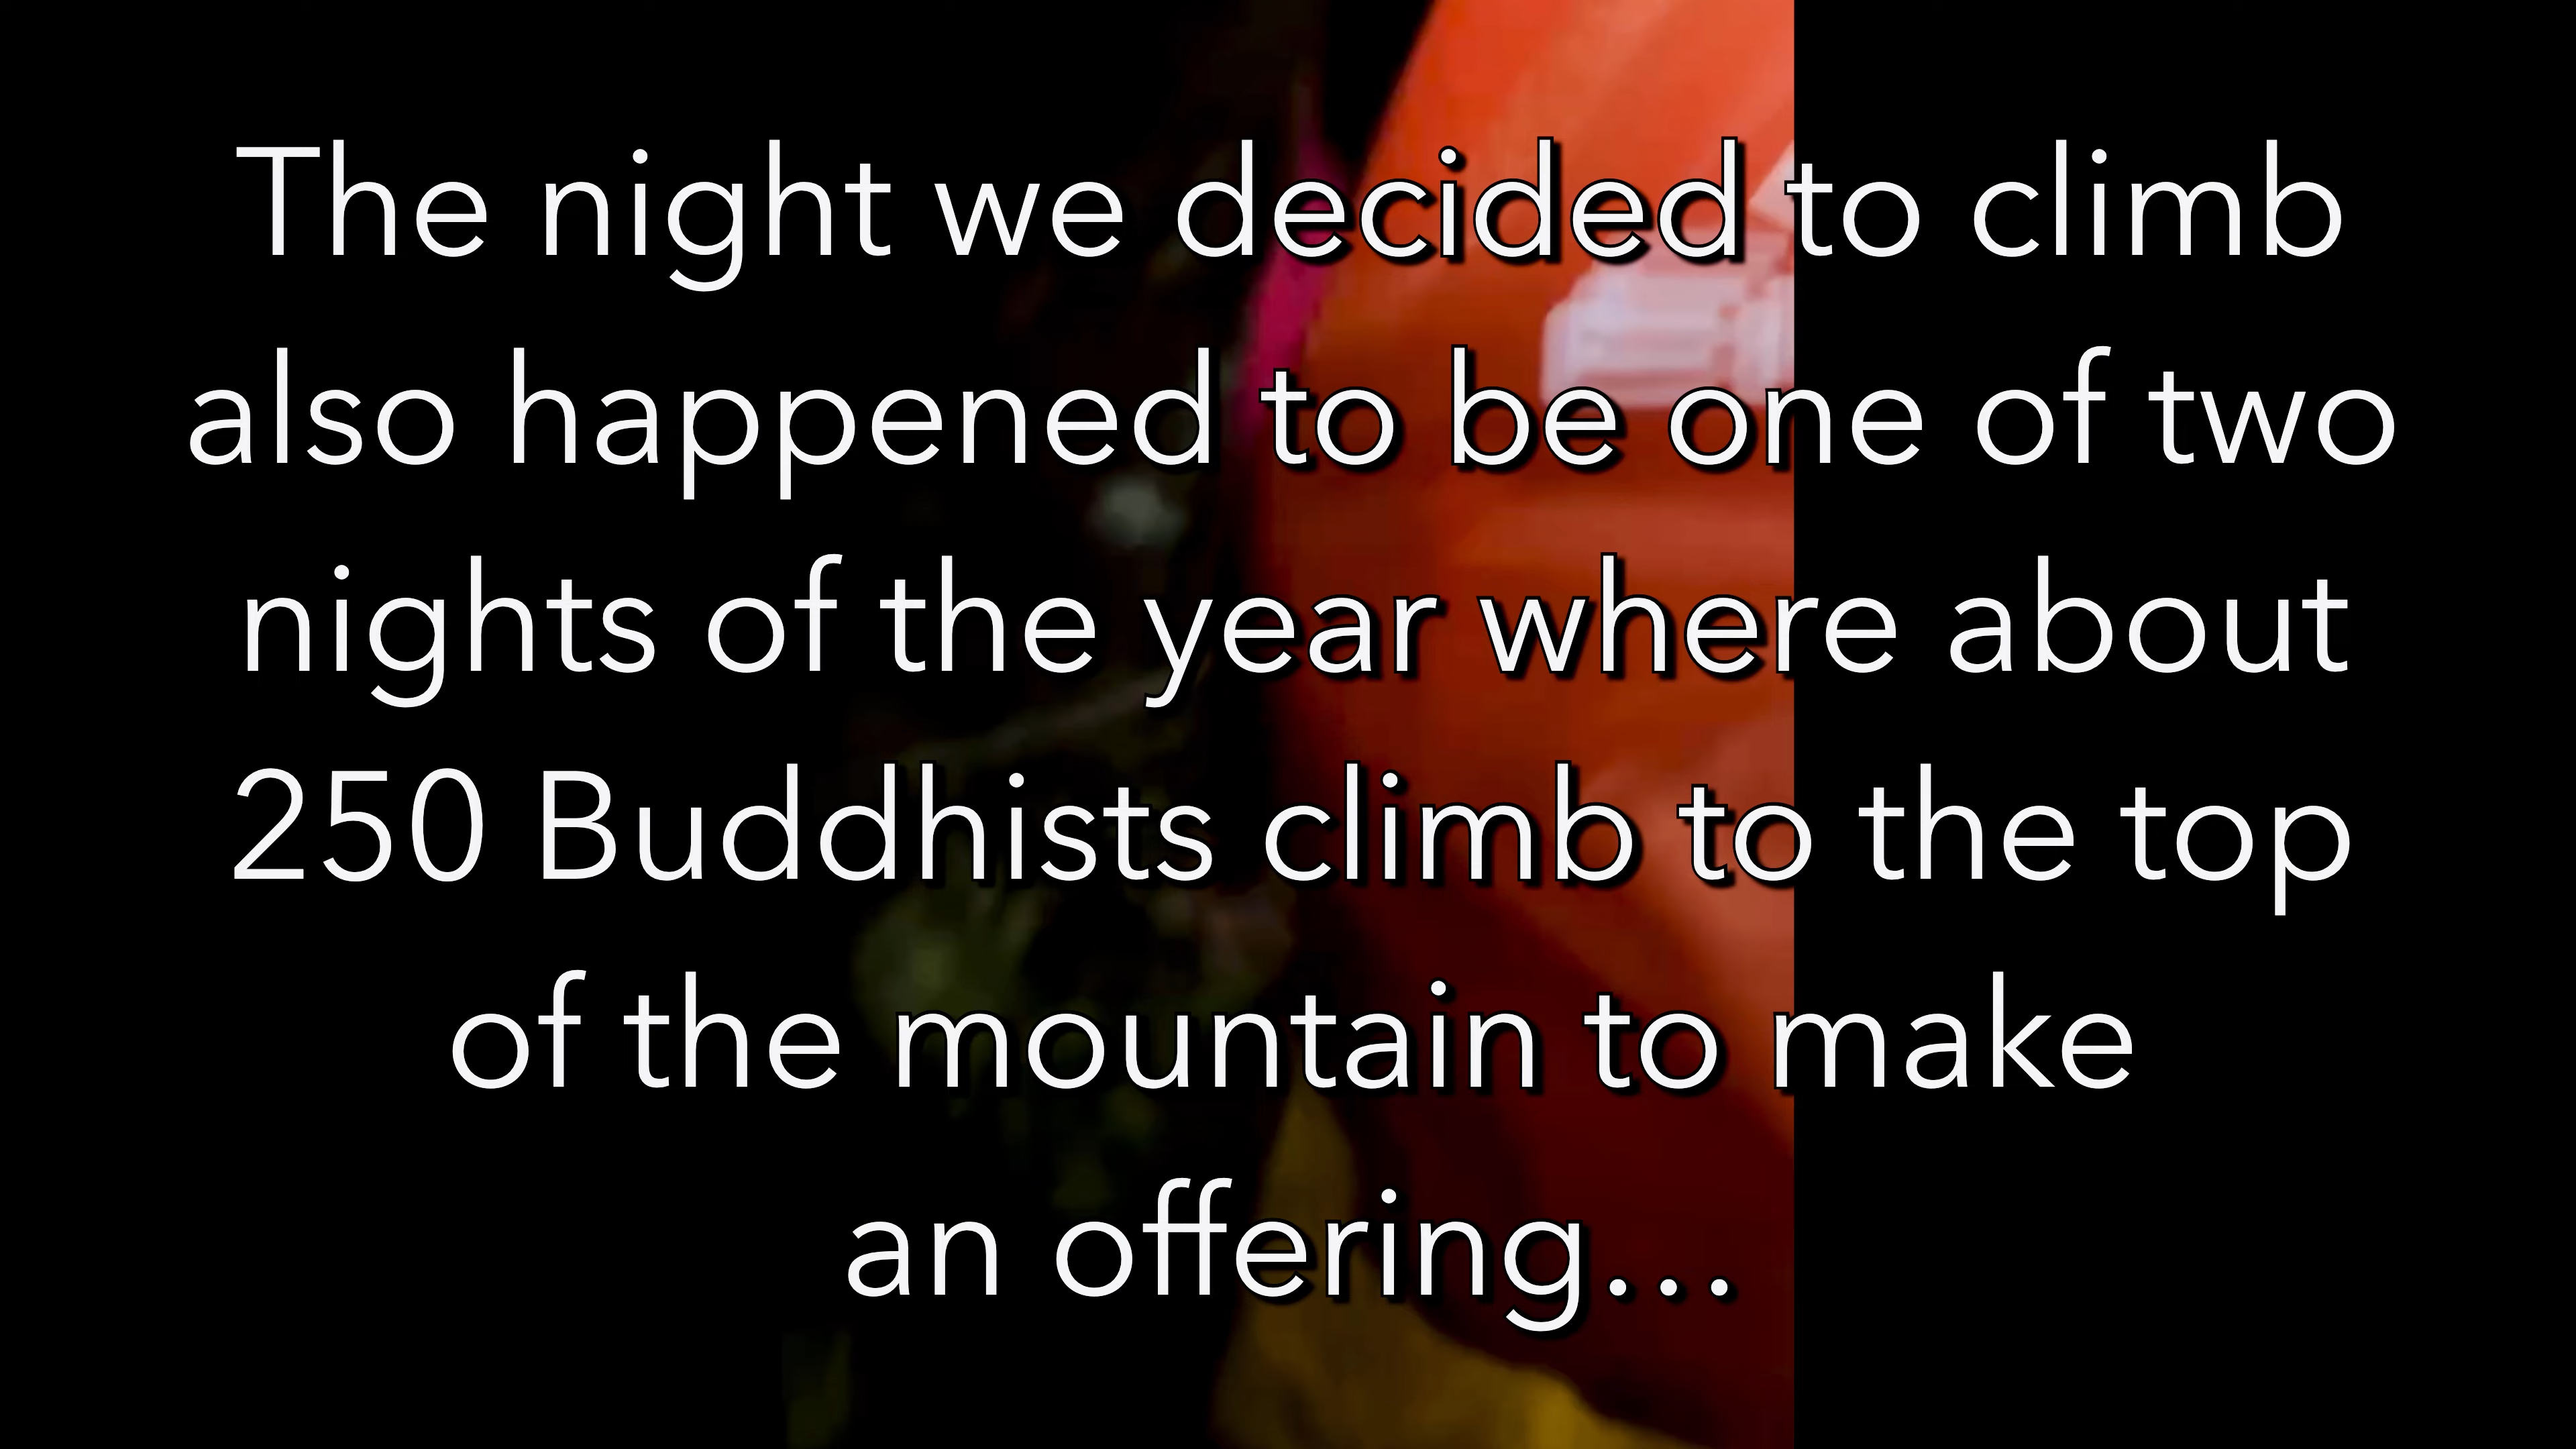 The night we decided to climb
also happened to be one of two
nights of the year where about
250 Buddhists climb to the top
of the mountain to make
an offering...